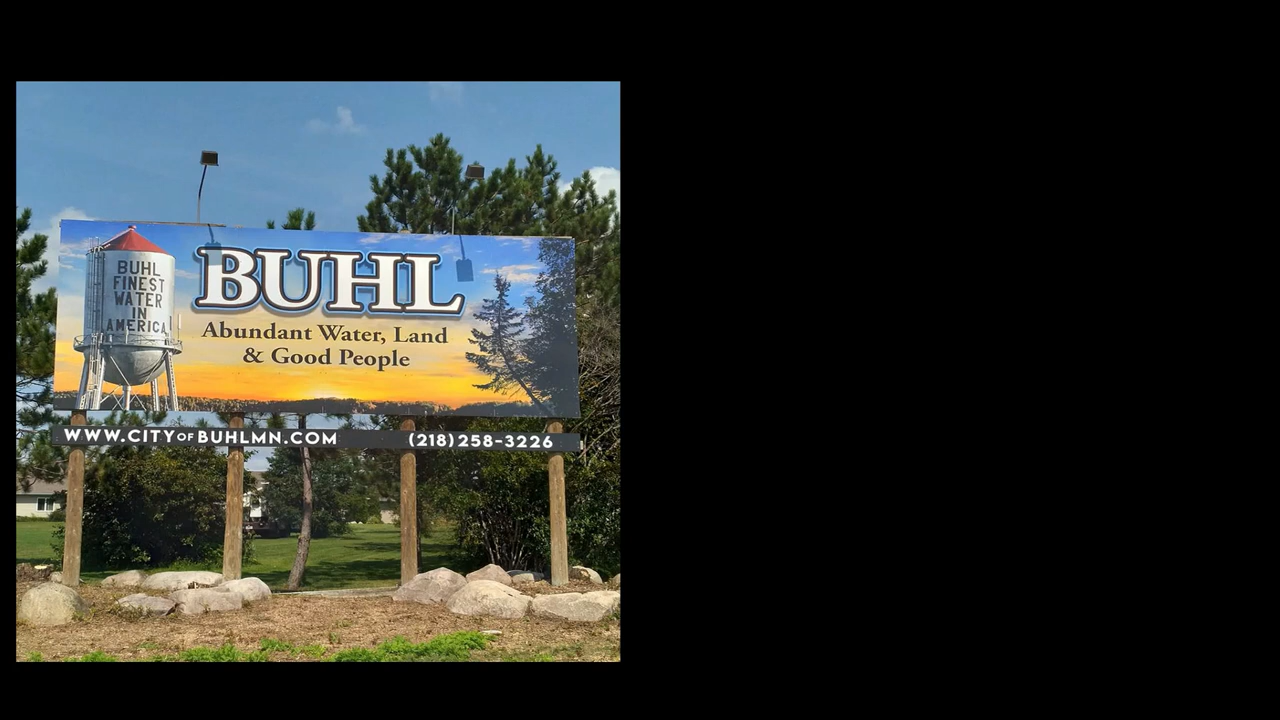 BUHL
FINEST
WATER
IN
AMERICA
BUHL
Abundant Water, Land
& Good People
WWW.CITYOFBUHLMN.COM
(218)258-3226